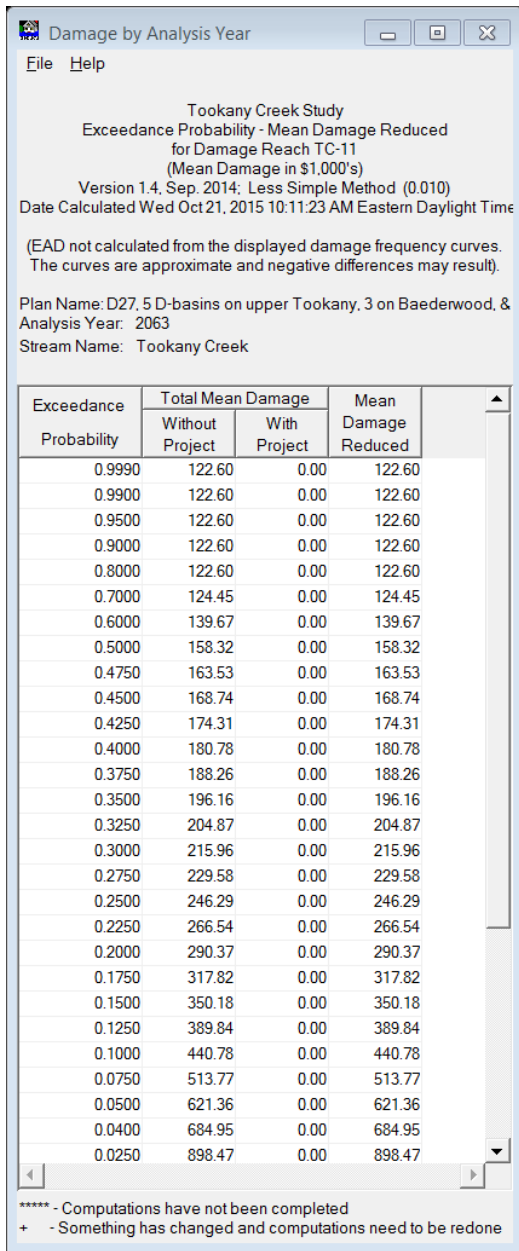 Damage by Analysis Year
File Help
Tookany Creek Study
Exceedance Probability - Mean Damage Reduced
for Damage Reach TC-11
(Mean Damage in $1,000's)
Version 1.4, Sep. 2014; Less Simple Method (0.010)
Date Calculated Wed Oct 21, 2015 10:11:23 AM Eastern Daylight Time
(EAD not calculated from the displayed damage frequency curves.
The curves are approximate and negative differences may result).
Plan Name: D27, 5 D-basins on upper Tookany, 3 on Baederwood, &
Analysis Year: 2063
Stream Name: Tookany Creek
Exceedance Probability Total Mean Damage Mean Damage Reduced
Without Project With Project
0.9990 122.60 0.00 122.60
0.9900 122.60 0.00 122.60
0.9500 122.60 0.00 122.60
0.9000 122.60 0.00 122.60
0.8000 122.60 0.00 122.60
0.7000 124.45 0.00 124.45
0.6000 139.67 0.00 139.67
0.5000 158.32 0.00 158.32
0.4750 163.53 0.00 163.53
0.4500 168.74 0.00 168.74
0.4250 174.31 0.00 174.31
0.4000 180.78 0.00 180.78
0.3750 188.26 0.00 188.26
0.3500 196.16 0.00 196.16
0.3250 204.87 0.00 204.87
0.3000 215.96 0.00 215.96
0.2750 229.58 0.00 229.58
0.2500 246.29 0.00 246.29
0.2250 266.54 0.00 266.54
0.2000 290.37 0.00 290.37
0.1750 317.82 0.00 317.82
0.1500 350.18 0.00 350.18
0.1250 389.84 0.00 389.84
0.1000 440.78 0.00 440.78
0.0750 513.77 0.00 513.77
0.0500 621.36 0.00 621.36
0.0400 684.95 0.00 684.95
0.0250 898.47 0.00 898.47
***** - Computations have not been completed
+ - Something has changed and computations need to be redone